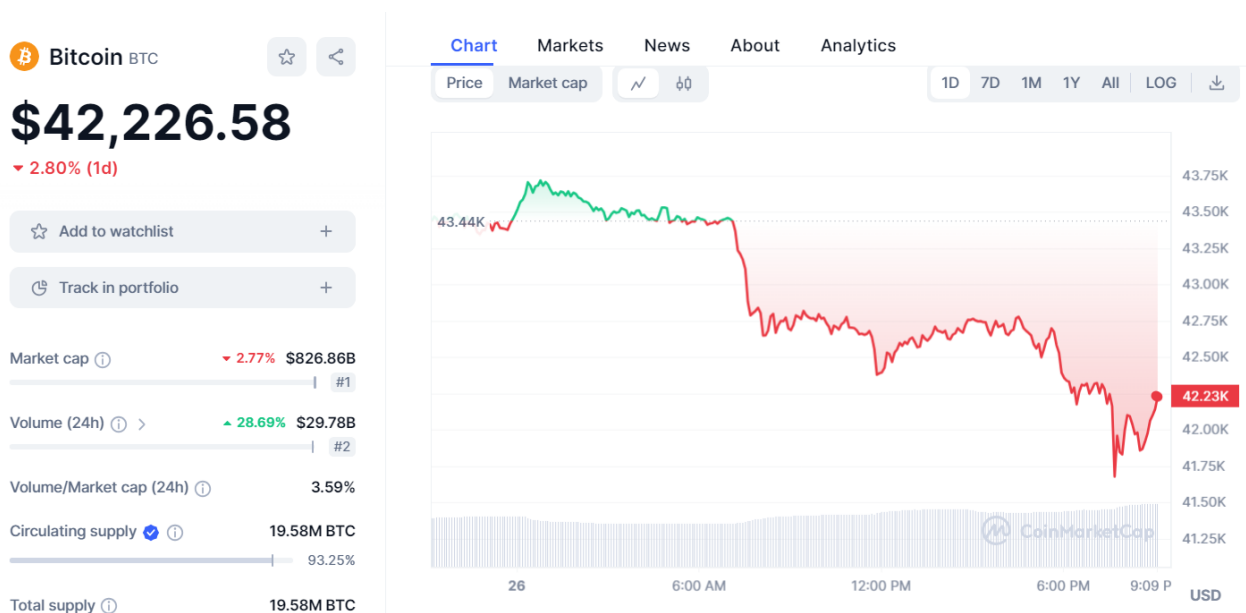 Bitcoin BTC
$42,226.58
2.80% (1d)
Add to watchlist +
Track in portfolio +
Market cap 2.77% $826.86B
#1
Volume (24h) 28.69% $29.78B
#2
Volume/Market cap (24h) 3.59%
Circulating supply 19.58M BTC
93.25%
Total supply 19.58M BTC
Chart Markets News About Analytics
Price Market cap 1D 7D 1M 1Y All LOG
43.75K
43.50K
43.44K
43.25K
43.00K
42.75K
42.50K
42.23K
42.00K
41.75K
41.50K
CoinMarketCap
41.25K
26 6:00 AM 12:00 PM 6:00 PM 9:09 P
USD